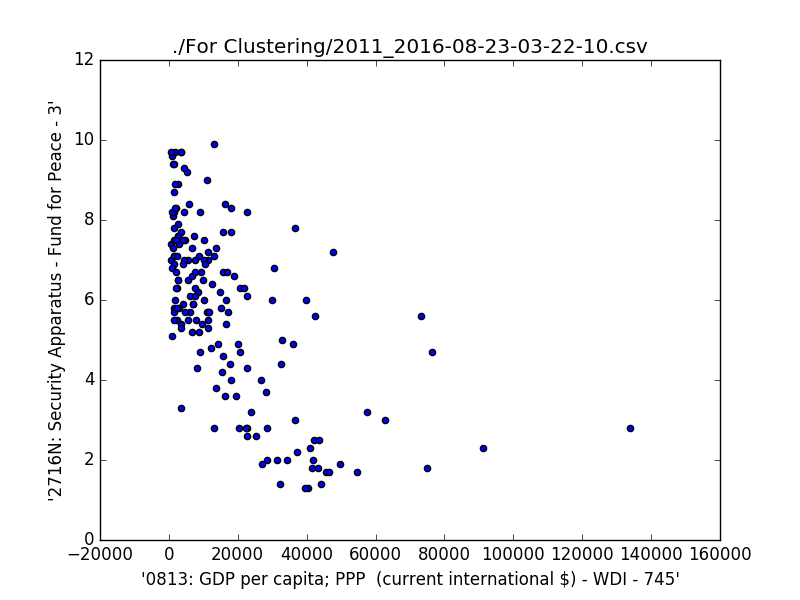 ./For Clustering/2011_2016-08-23-03-22-10.csv
12
10
8
6
4
2
0
'2716N: Security Apparatus - Fund for Peace - 3'
−20000 0 20000 40000 60000 80000 100000 120000 140000 160000
'0813: GDP per capita; PPP  (current international $) - WDI - 745'